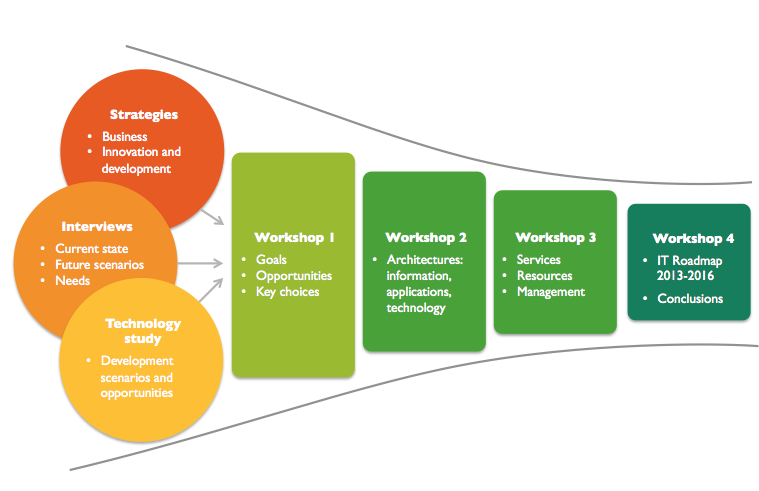 Strategies
• Business
• Innovation and
development
Interviews
• Current state
• Future scenarios
• Needs
Technology
study
• Development
scenarios and
opportunities
Workshop 1
• Goals
• Opportunities
• Key choices
Workshop 2
• Architectures:
information,
applications,
technology
Workshop 3
• Services
• Resources
• Management
Workshop 4
• IT Roadmap
2013-2016
• Conclusions